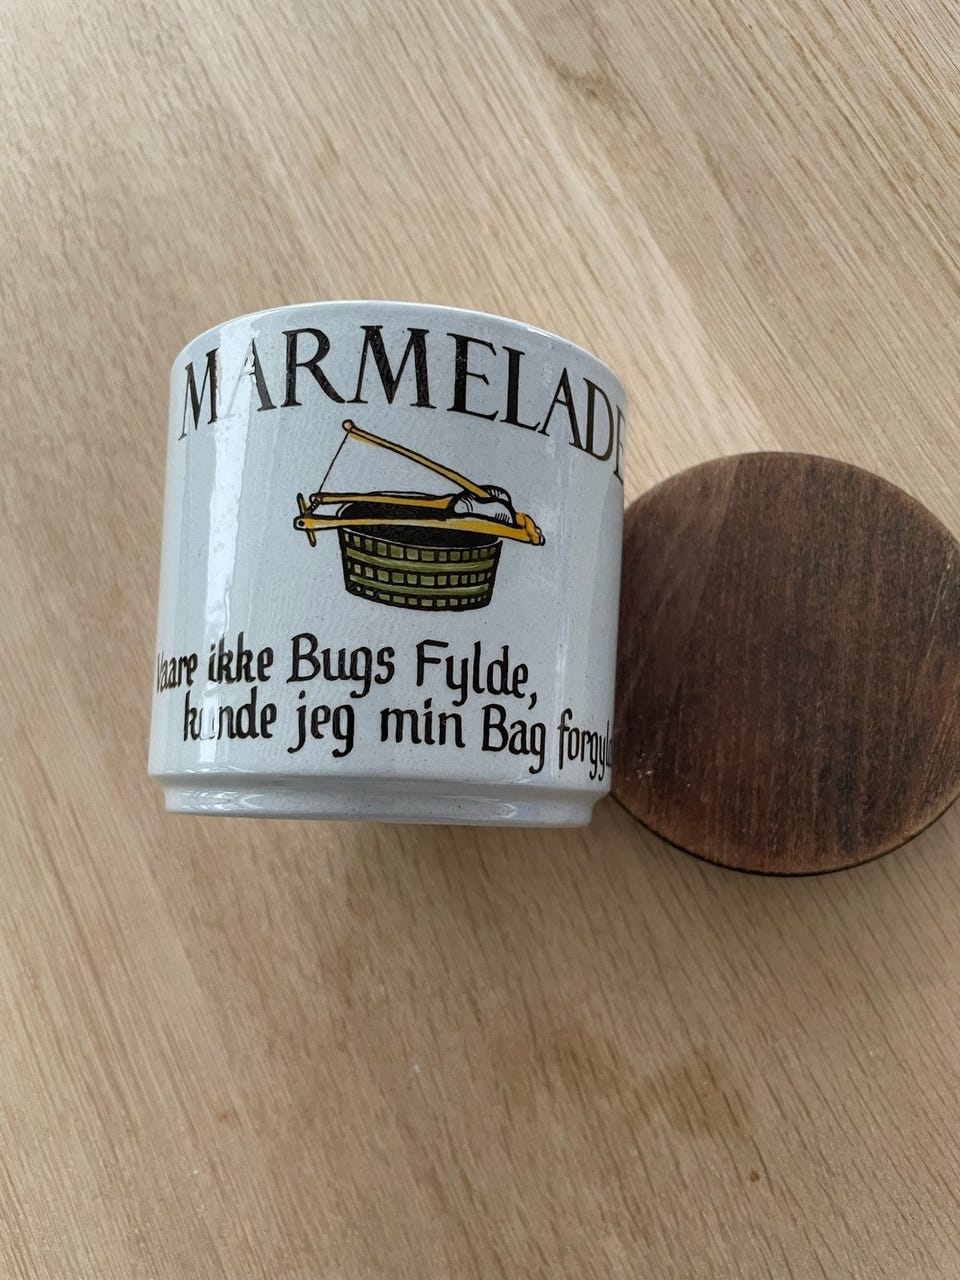 MARMELADE
Vaare ikke Bugs Fylde,
kunde jeg min Bag